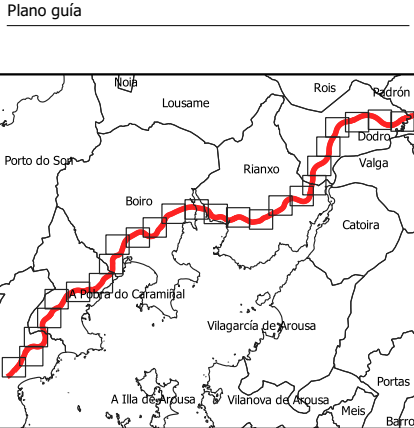 Plano guía
Noia
Rois
Padrón
Lousame
Dodro
Porto do Son
Valga
Rianxo
Boiro
Catoira
A Pobra do Caramiñal
Vilagarcía de Arousa
Portas
A Illa de Arousa
Vilanova de Arousa
Meis
Barro